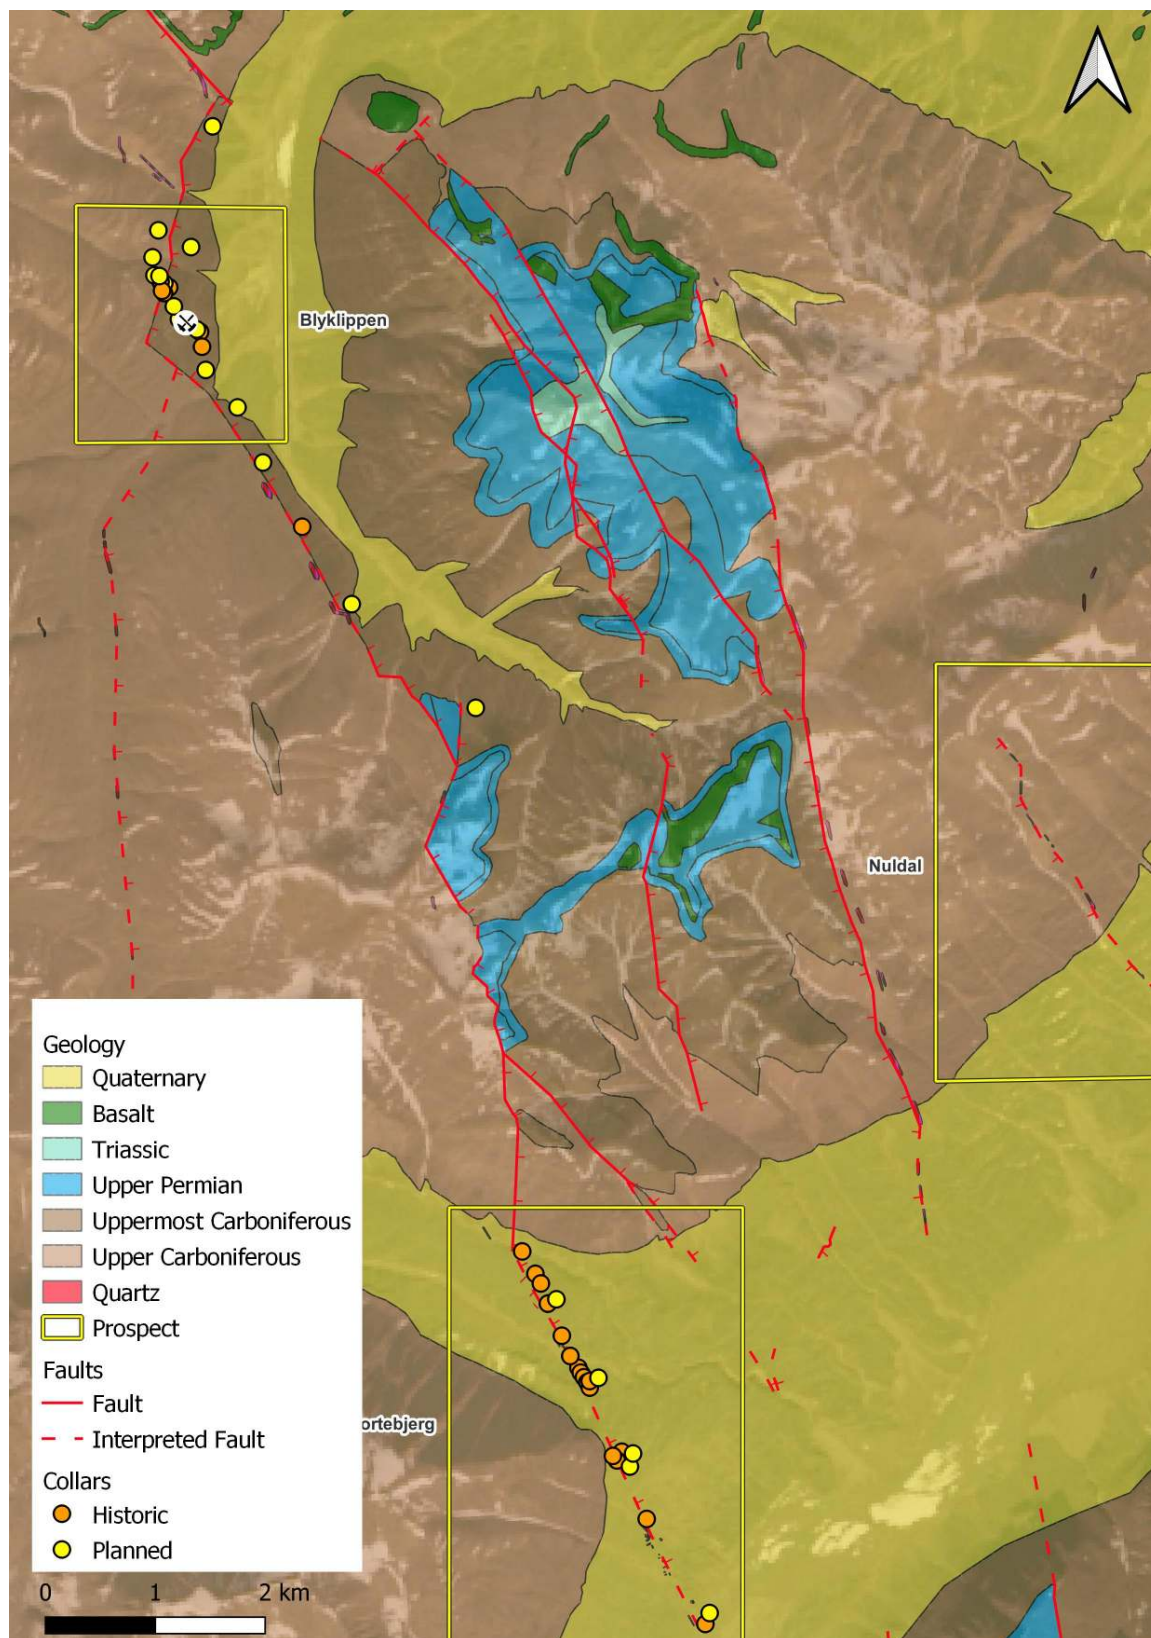 Blyklippen
Nuldal
ortebjerg
Geology
Quaternary
Basalt
Triassic
Upper Permian
Uppermost Carboniferous
Upper Carboniferous
Quartz
Prospect
Faults
Fault
Interpreted Fault
Collars
Historic
Planned
0 1 2 km